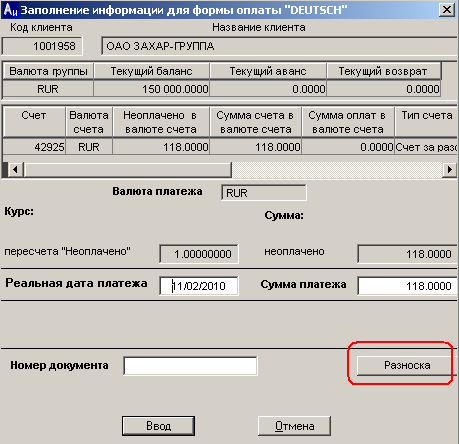 Аи Заполнение информации для формы оплаты "DEUTSCH"
Код клиента Название клиента
1001958 ОАО ЗАХАР-ГРУППА
Валюта группы Текущий баланс Текущий аванс Текущий возврат
RUR 150 000.0000 0.0000 0.0000
Счет Валюта счета Неоплачено в валюте счета Сумма счета в валюте счета Сумма оплат в валюте счета Тип счета
42925 RUR 118.0000 118.0000 0.0000 Счет за разо
Валюта платежа RUR
Курс: Сумма:
пересчета "Неоплачено" 1.00000000 неоплачено 118.0000
Реальная дата платежа 11/02/2010 Сумма платежа 118.0000
Номер документа Разноска
Ввод Отмена